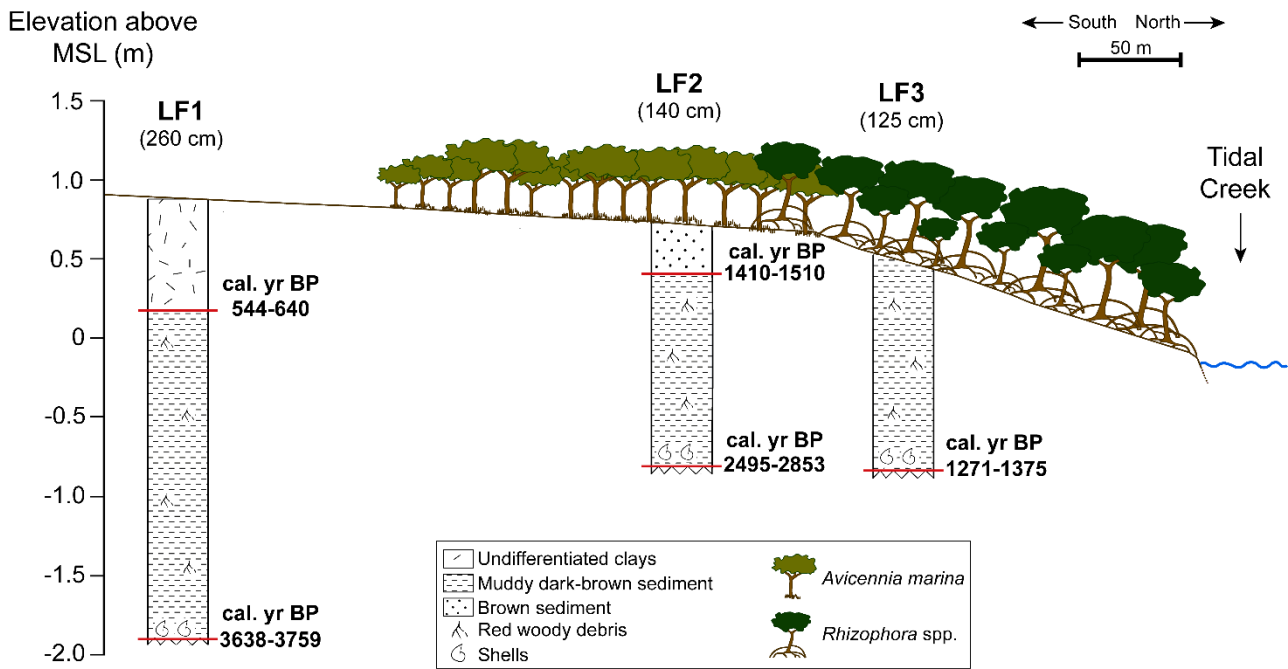 Elevation above
MSL (m)
← South North →
50 m
LF1
(260 cm)
LF2
(140 cm)
LF3
(125 cm)
Tidal
Creek
1.5
1.0
0.5
0
-0.5
-1.0
-1.5
-2.0
cal. yr BP
544-640
cal. yr BP
3638-3759
cal. yr BP
1410-1510
cal. yr BP
2495-2853
cal. yr BP
1271-1375
Undifferentiated clays
Muddy dark-brown sediment
Brown sediment
Red woody debris
Shells
Avicennia marina
Rhizophora spp.